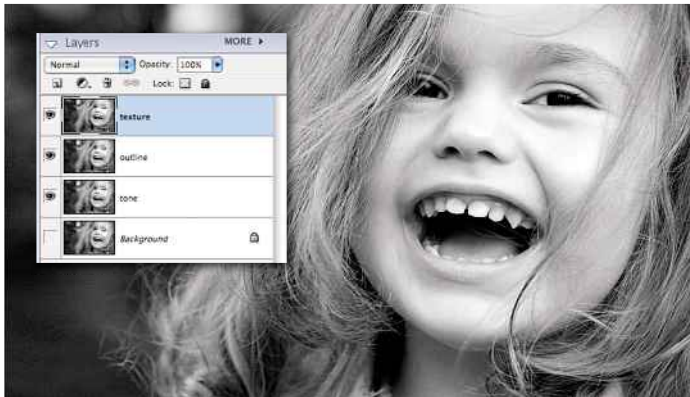 Layers MORE
Normal Opacity: 100%
Lock:
texture
outline
tone
Background